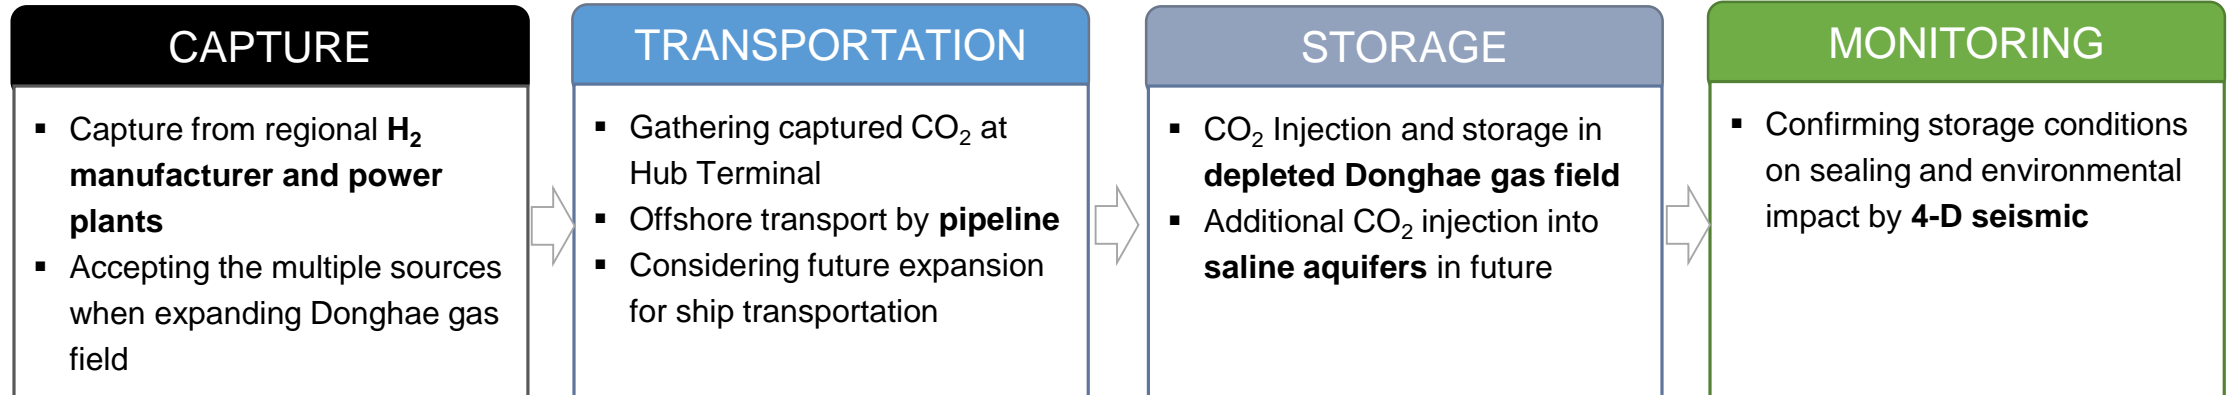 CAPTURE
▪ Capture from regional H₂
manufacturer and power
plants
▪ Accepting the multiple sources
when expanding Donghae gas
field
TRANSPORTATION
▪ Gathering captured CO₂ at
Hub Terminal
▪ Offshore transport by pipeline
▪ Considering future expansion
for ship transportation
STORAGE
▪ CO₂ Injection and storage in
depleted Donghae gas field
▪ Additional CO₂ injection into
saline aquifers in future
MONITORING
▪ Confirming storage conditions
on sealing and environmental
impact by 4-D seismic